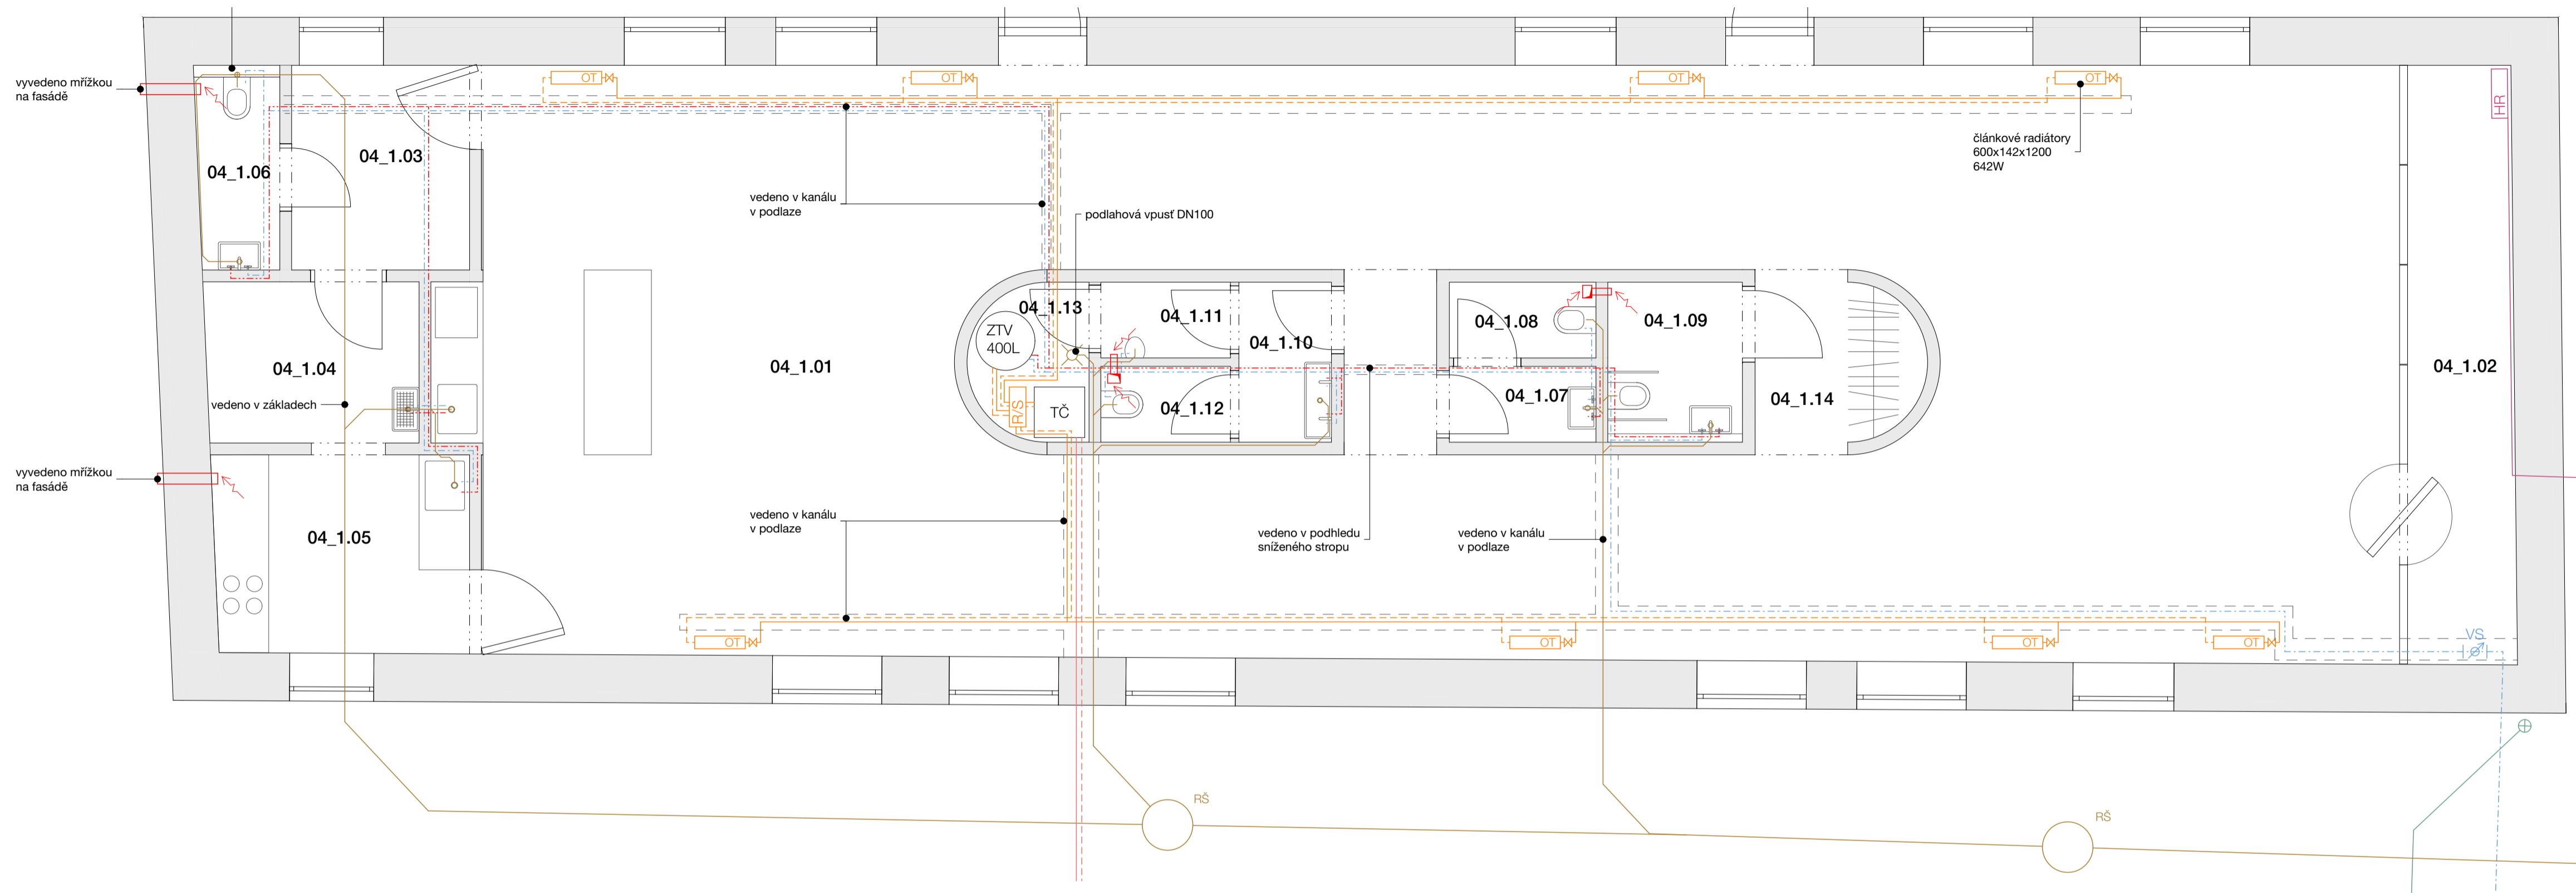 OT
OT
OT
OT
HR
vyvedeno mřížkou
na fasádě
článkové radiátory
600x142x1200
642W
04_1.03
04_1.06
vedeno v kanálu
v podlaze
podlahová vpusť DN100
04_1.13
04_1.11
04_1.08
04_1.09
ZTV
400L
04_1.10
04_1.04
04_1.01
04_1.02
vedeno v základech
R/S
TČ
04_1.12
04_1.07
04_1.14
vyvedeno mřížkou
na fasádě
vedeno v kanálu
v podlaze
04_1.05
vedeno v podhledu
sníženého stropu
vedeno v kanálu
v podlaze
OT
OT
OT
OT
VS
RŠ
RŠ